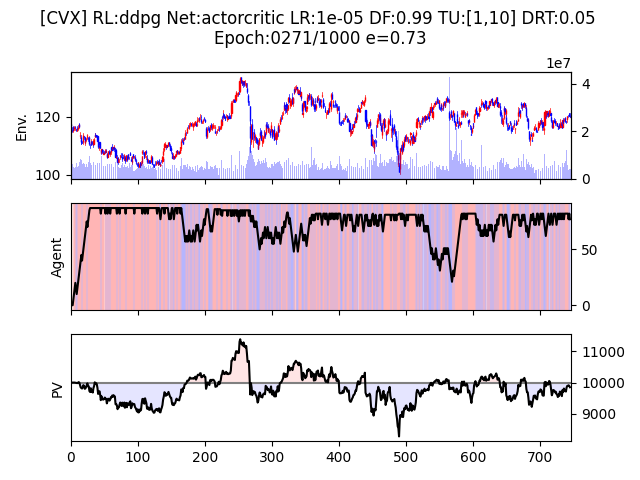 [CVX] RL:ddpg Net:actorcritic LR:1e-05 DF:0.99 TU:[1,10] DRT:0.05
Epoch:0271/1000 e=0.73
1e7
Env.
120
100
4
2
0
Agent
50
0
PV
11000
10000
9000
0 100 200 300 400 500 600 700